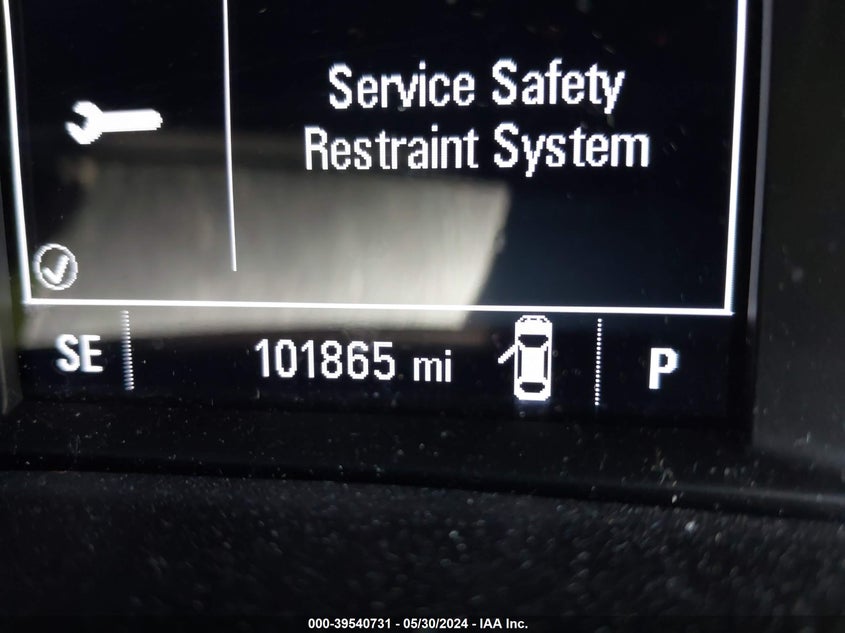 Service Safety
Restraint System
SE 101865 mi P
000-39540731 - 05/30/2024 - IAA Inc.